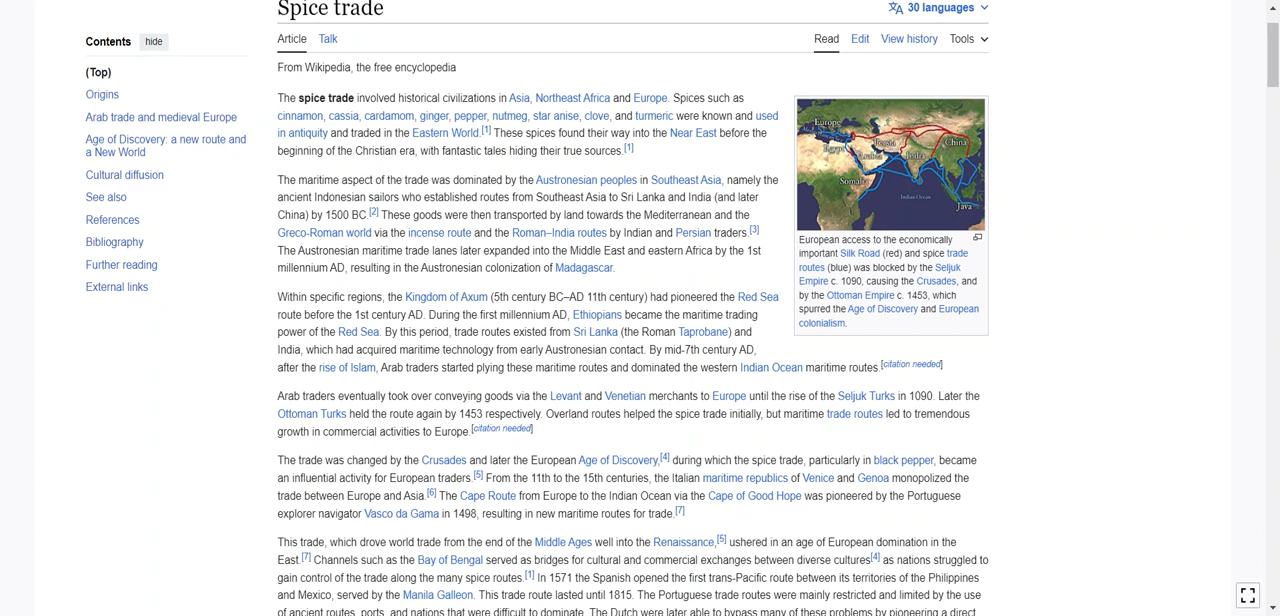 Spice trade
30 languages
Contents hide
Article Talk
Read Edit View history Tools
(Top)
Origins
Arab trade and medieval Europe
Age of Discovery: a new route and
a New World
Cultural diffusion
See also
References
Bibliography
Further reading
External links
From Wikipedia, the free encyclopedia
The spice trade involved historical civilizations in Asia, Northeast Africa and Europe. Spices such as
cinnamon, cassia, cardamom, ginger, pepper, nutmeg, star anise, clove, and turmeric were known and used
in antiquity and traded in the Eastern World.[1] These spices found their way into the Near East before the
beginning of the Christian era, with fantastic tales hiding their true sources.[1]
The maritime aspect of the trade was dominated by the Austronesian peoples in Southeast Asia, namely the
ancient Indonesian sailors who established routes from Southeast Asia to Sri Lanka and India (and later
China) by 1500 BC.[2] These goods were then transported by land towards the Mediterranean and the
Greco-Roman world via the incense route and the Roman–India routes by Indian and Persian traders.[3]
The Austronesian maritime trade lanes later expanded into the Middle East and eastern Africa by the 1st
millennium AD, resulting in the Austronesian colonization of Madagascar.
Within specific regions, the Kingdom of Axum (5th century BC–AD 11th century) had pioneered the Red Sea
route before the 1st century AD. During the first millennium AD, Ethiopians became the maritime trading
power of the Red Sea. By this period, trade routes existed from Sri Lanka (the Roman Taprobane) and
India, which had acquired maritime technology from early Austronesian contact. By mid-7th century AD,
after the rise of Islam, Arab traders started plying these maritime routes and dominated the western Indian Ocean maritime routes.[citation needed]
Europe
Persia
China
Egypt
Arabia
India
Somalia
Indian Ocean
Java
European access to the economically
important Silk Road (red) and spice trade
routes (blue) was blocked by the Seljuk
Empire c. 1090, causing the Crusades, and
by the Ottoman Empire c. 1453, which
spurred the Age of Discovery and European
colonialism.
Arab traders eventually took over conveying goods via the Levant and Venetian merchants to Europe until the rise of the Seljuk Turks in 1090. Later the
Ottoman Turks held the route again by 1453 respectively. Overland routes helped the spice trade initially, but maritime trade routes led to tremendous
growth in commercial activities to Europe.[citation needed]
The trade was changed by the Crusades and later the European Age of Discovery,[4] during which the spice trade, particularly in black pepper, became
an influential activity for European traders.[5] From the 11th to the 15th centuries, the Italian maritime republics of Venice and Genoa monopolized the
trade between Europe and Asia.[6] The Cape Route from Europe to the Indian Ocean via the Cape of Good Hope was pioneered by the Portuguese
explorer navigator Vasco da Gama in 1498, resulting in new maritime routes for trade.[7]
This trade, which drove world trade from the end of the Middle Ages well into the Renaissance,[5] ushered in an age of European domination in the
East.[7] Channels such as the Bay of Bengal served as bridges for cultural and commercial exchanges between diverse cultures[4] as nations struggled to
gain control of the trade along the many spice routes.[1] In 1571 the Spanish opened the first trans-Pacific route between its territories of the Philippines
and Mexico, served by the Manila Galleon. This trade route lasted until 1815. The Portuguese trade routes were mainly restricted and limited by the use
of ancient routes, ports, and nations that were difficult to dominate. The Dutch were later able to bypass many of these problems by pioneering a direct